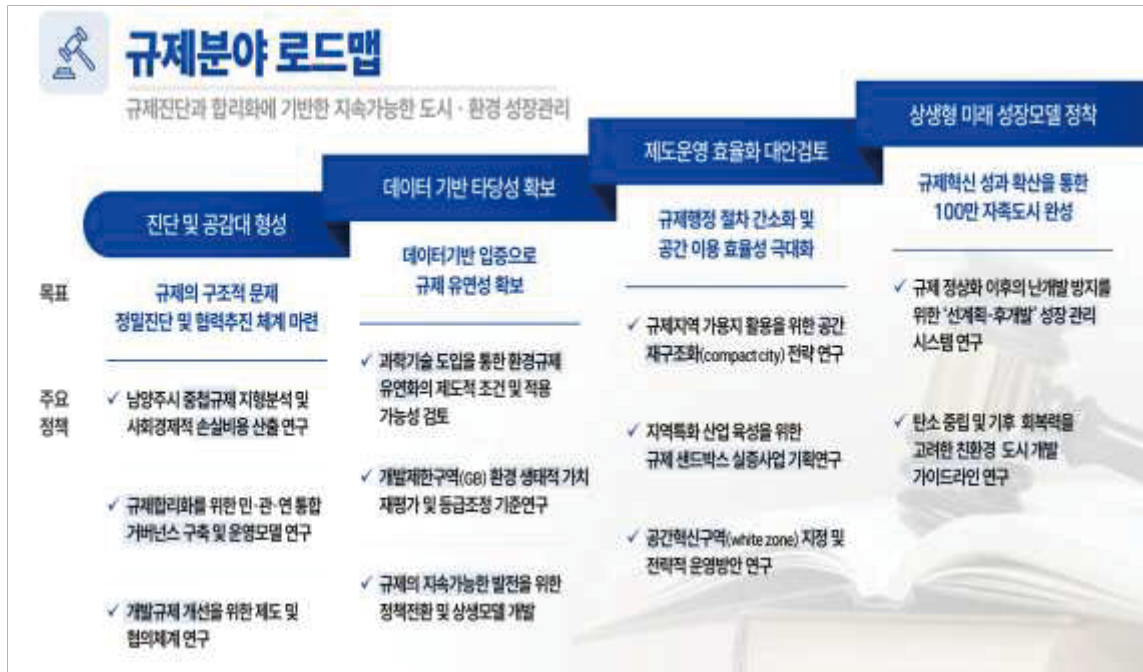 규제분야 로드맵
규제진단과 합리화에 기반한 지속가능한 도시 · 환경 성장관리
진단 및 공감대 형성
데이터 기반 타당성 확보
제도운영 효율화 대안검토
상생형 미래 성장모델 정착
목표
규제의 구조적 문제
정밀진단 및 협력추진 체계 마련
데이터기반 입증으로
규제 유연성 확보
규제행정 절차 간소화 및
공간 이용 효율성 극대화
규제혁신 성과 확산을 통한
100만 자족도시 완성
주요
정책
✓ 남양주시 중첩규제 지형분석 및
사회경제적 손실비용 산출 연구
✓ 규제합리화를 위한 민·관·연 통합
거버넌스 구축 및 운영모델 연구
✓ 개발규제 개선을 위한 제도 및
협의체계 연구
✓ 과학기술 도입을 통한 환경규제
유연화의 제도적 조건 및 적용
가능성 검토
✓ 개발제한구역(GB) 환경 생태적 가치
재평가 및 등급조정 기준연구
✓ 규제의 지속가능한 발전을 위한
정책전환 및 상생모델 개발
✓ 규제지역 가용지 활용을 위한 공간
재구조화(compact city) 전략 연구
✓ 지역특화 산업 육성을 위한
규제 샌드박스 실증사업 기획연구
✓ 공간혁신구역(white zone) 지정 및
전략적 운영방안 연구
✓ 규제 정상화 이후의 난개발 방지를
위한 '선계획-후개발' 성장 관리
시스템 연구
✓ 탄소 중립 및 기후 회복력을
고려한 친환경 도시 개발
가이드라인 연구